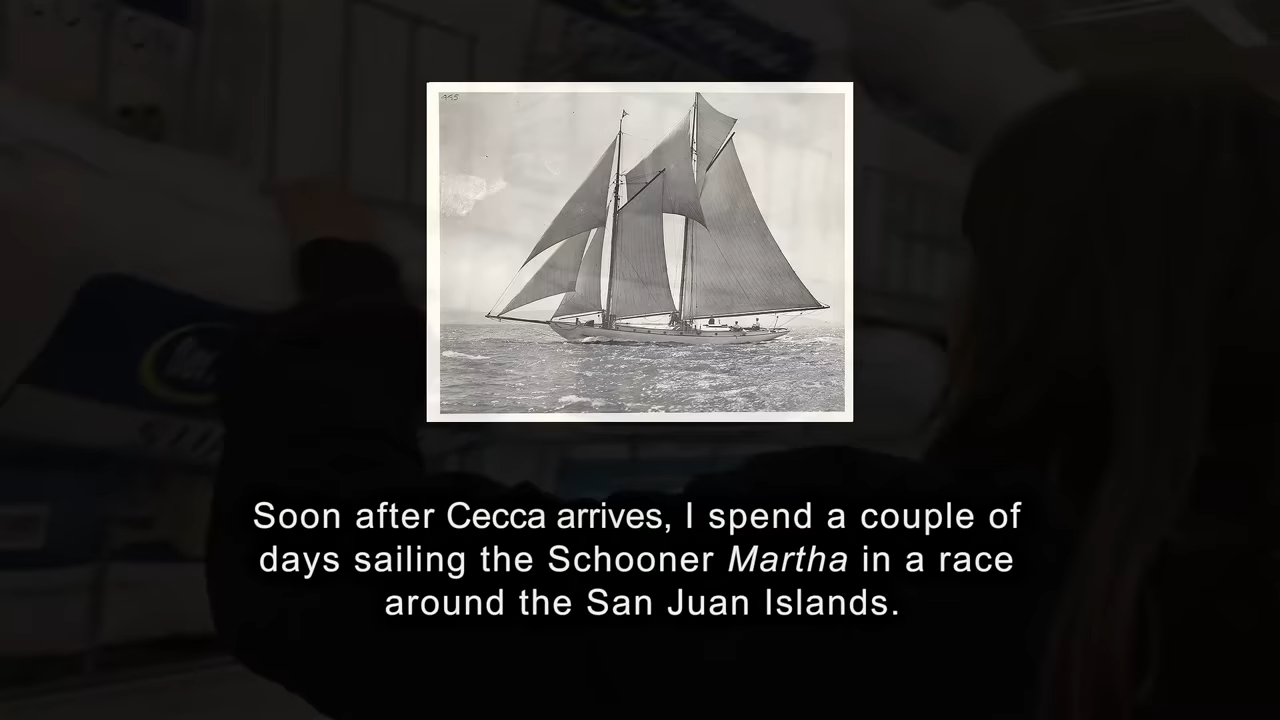 445
Soon after Cecca arrives, I spend a couple of
days sailing the Schooner Martha in a race
around the San Juan Islands.